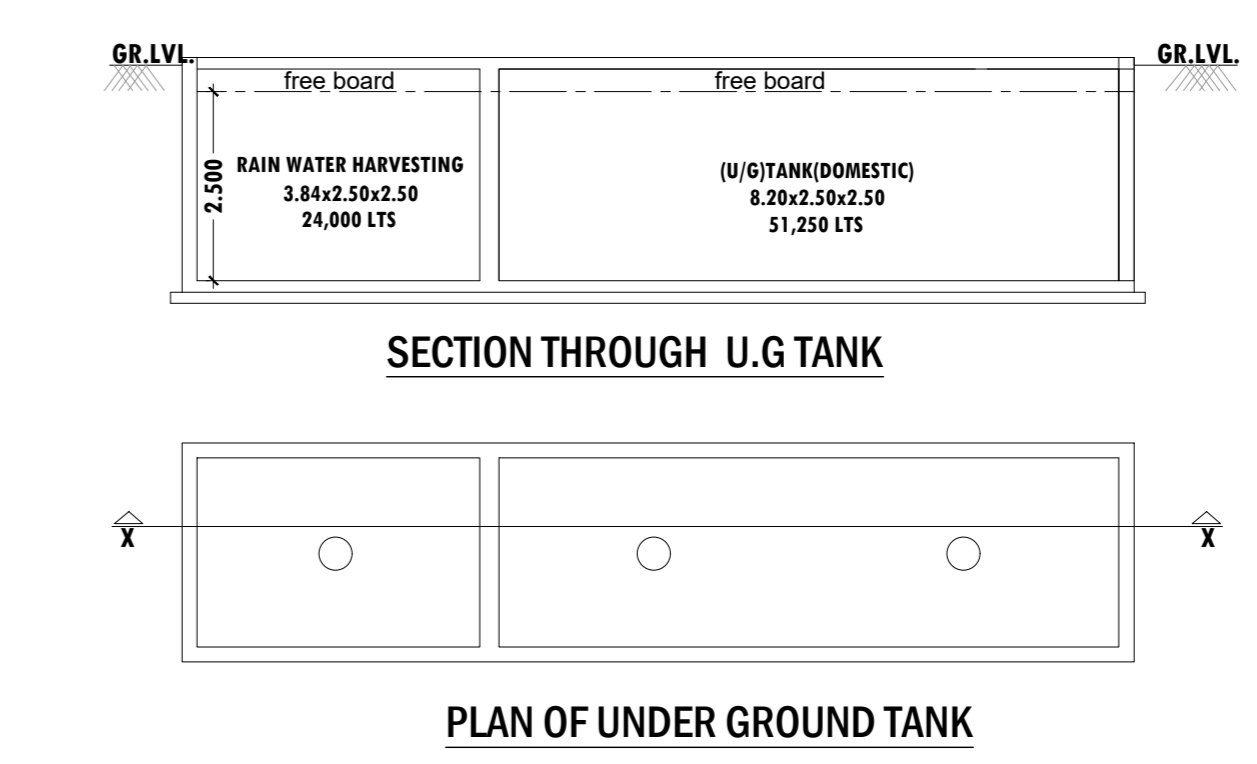 GR.LVL.
GR.LVL.
free board
free board
2.500
RAIN WATER HARVESTING
3.84x2.50x2.50
24,000 LTS
(U/G)TANK(DOMESTIC)
8.20x2.50x2.50
51,250 LTS
SECTION THROUGH U.G TANK
X
X
PLAN OF UNDER GROUND TANK